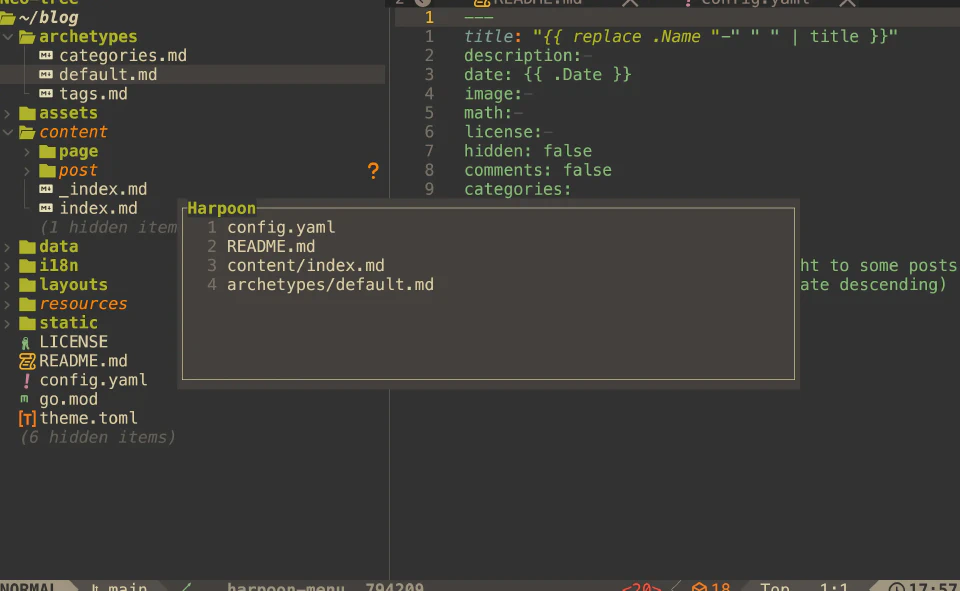 Neo-tree
~/blog
archetypes
categories.md
default.md
tags.md
assets
content
page
post ?
_index.md
index.md
(1 hidden item
data
i18n
layouts
resources
static
LICENSE
README.md
! config.yaml
m go.mod
[T] theme.toml
(6 hidden items)
2 README.md ! config.yaml
1 ---
1 title: "{{ replace .Name "-" " " | title }}"
2 description:-
3 date: {{ .Date }}
4 image:-
5 math:-
6 license:-
7 hidden: false
8 comments: false
9 categories:
ht to some posts
ate descending)
Harpoon
1 config.yaml
2 README.md
3 content/index.md
4 archetypes/default.md
NORMAL main harpoon-menu 794209 <20> 18 Top 1:1 17:57